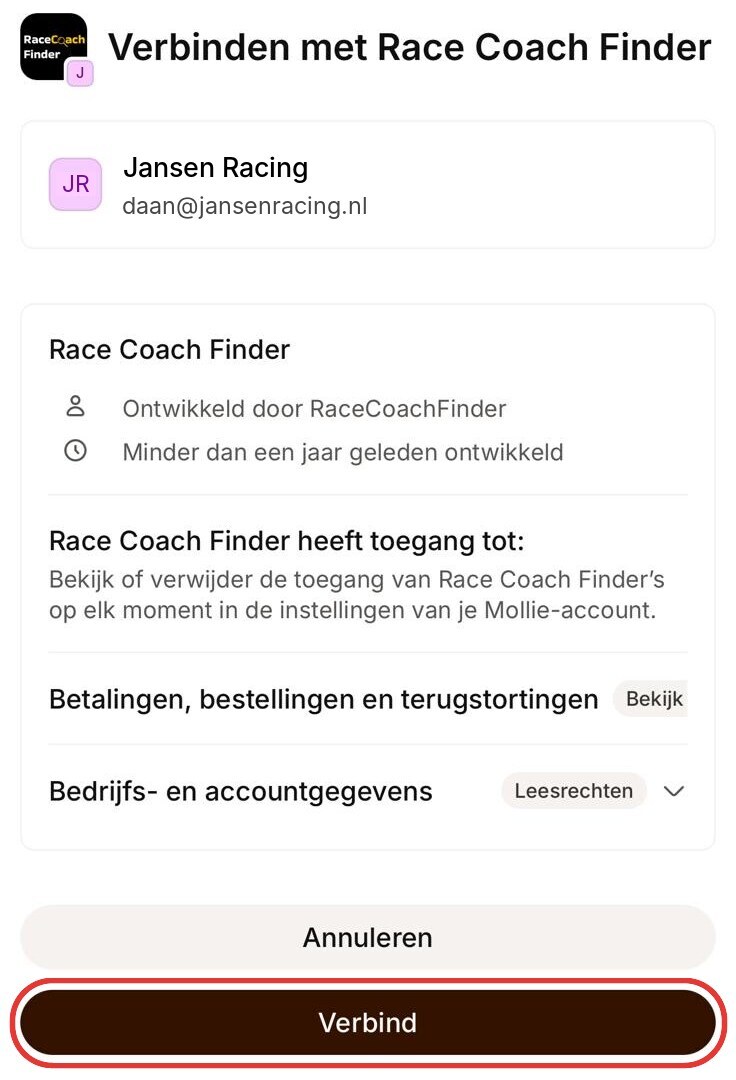 RaceCoach
Finder
J
Verbinden met Race Coach Finder
JR
Jansen Racing
daan@jansenracing.nl
Race Coach Finder
Ontwikkeld door RaceCoachFinder
Minder dan een jaar geleden ontwikkeld
Race Coach Finder heeft toegang tot:
Bekijk of verwijder de toegang van Race Coach Finder’s
op elk moment in de instellingen van je Mollie-account.
Betalingen, bestellingen en terugstortingen Bekijk
Bedrijfs- en accountgegevens Leesrechten
Annuleren
Verbind